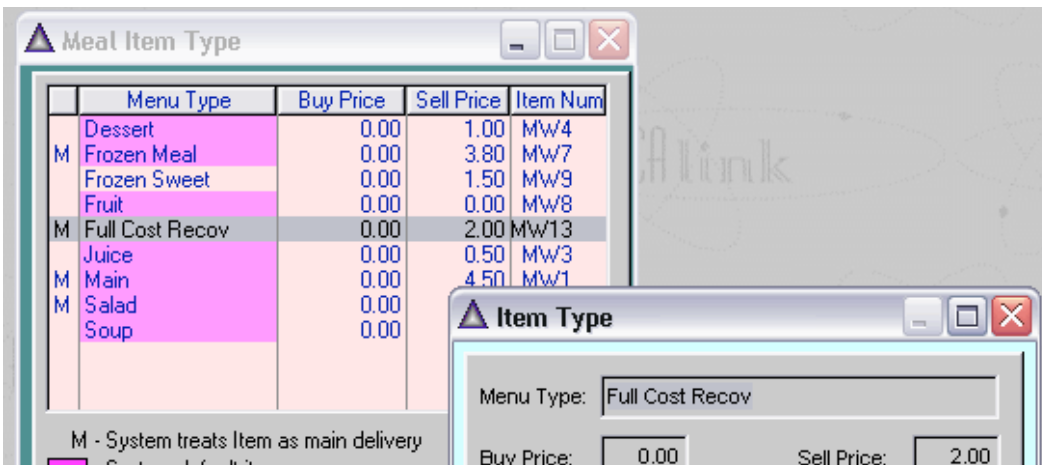 Meal Item Type
Menu Type Buy Price Sell Price Item Num
Dessert 0.00 1.00 MW4
M Frozen Meal 0.00 3.80 MW7
Frozen Sweet 0.00 1.50 MW9
Fruit 0.00 0.00 MW8
M Full Cost Recov 0.00 2.00 MW13
Juice 0.00 0.50 MW3
M Main 0.00 4.50 MW1
M Salad 0.00
Soup 0.00
M - System treats Item as main delivery
link
Item Type
Menu Type: Full Cost Recov
Buy Price: 0.00 Sell Price: 2.00